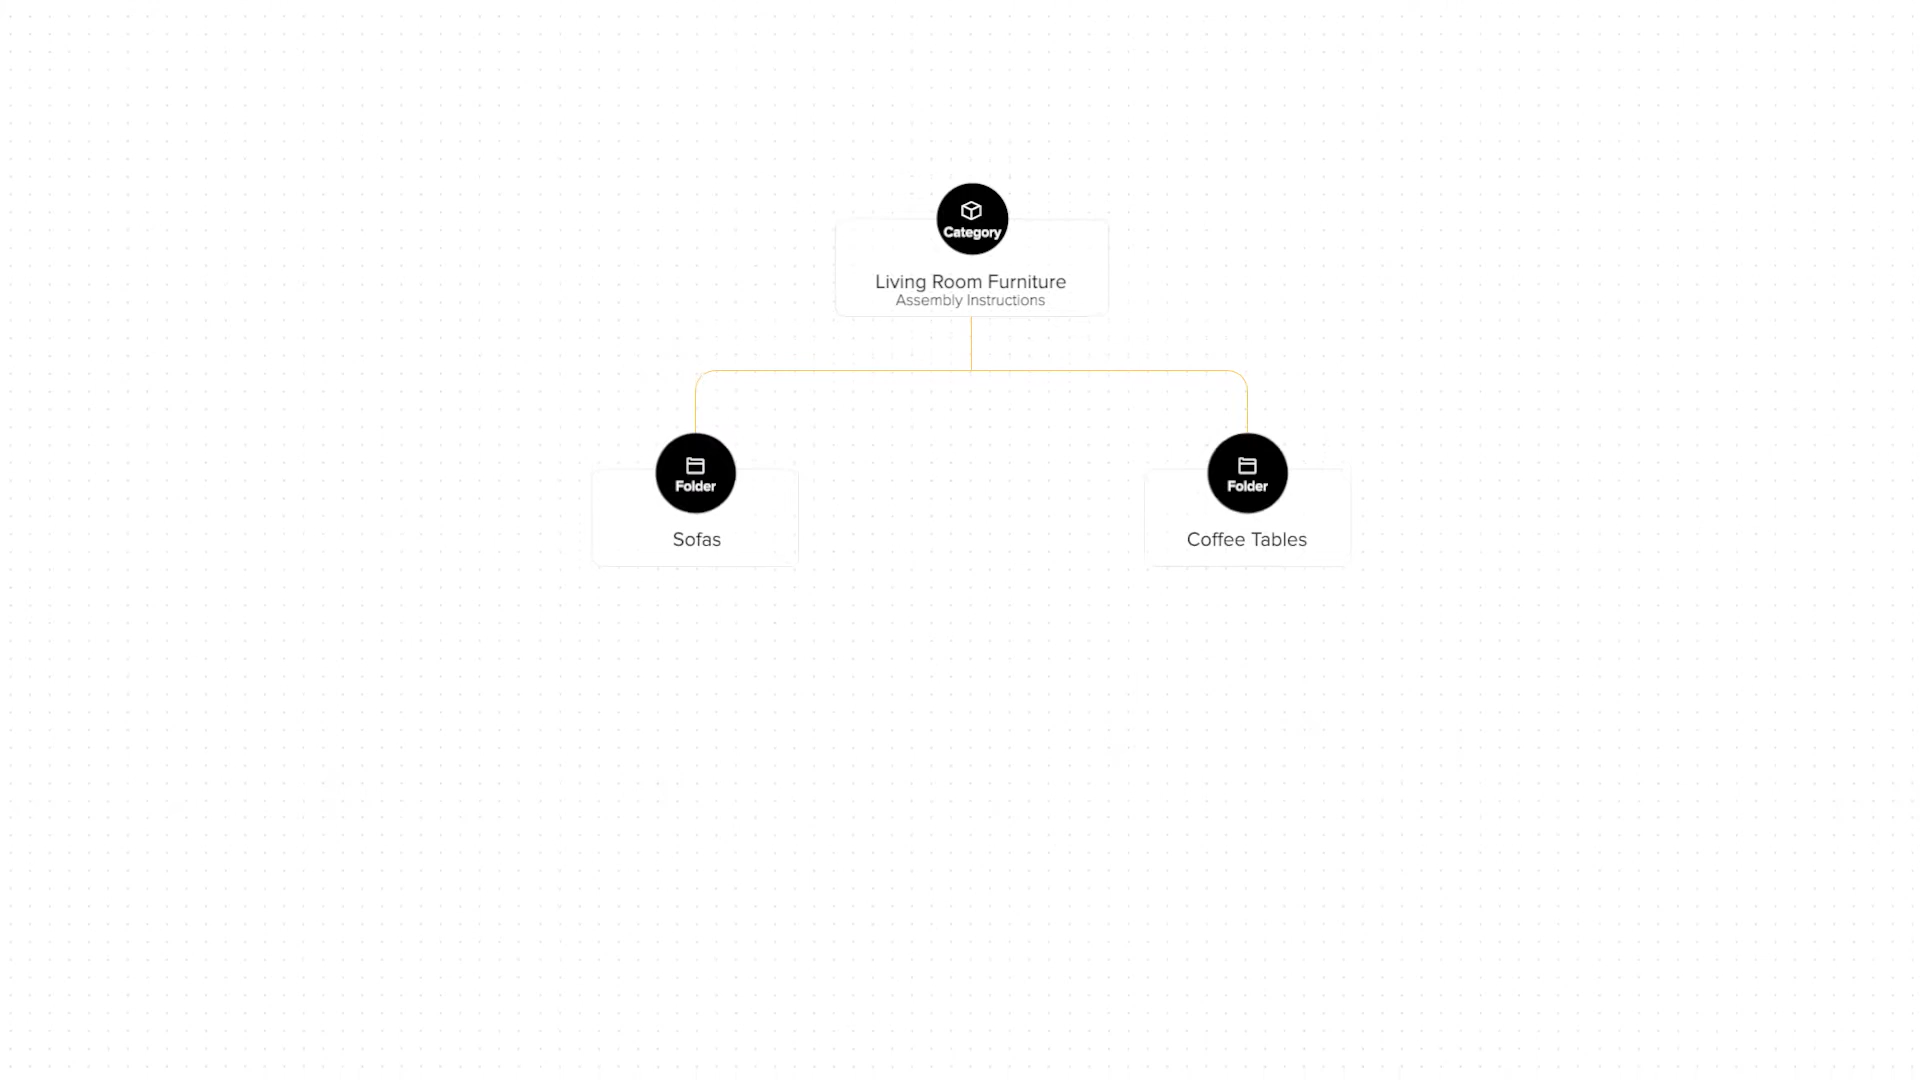 Category
Living Room Furniture
Assembly Instructions
Folder
Sofas
Folder
Coffee Tables